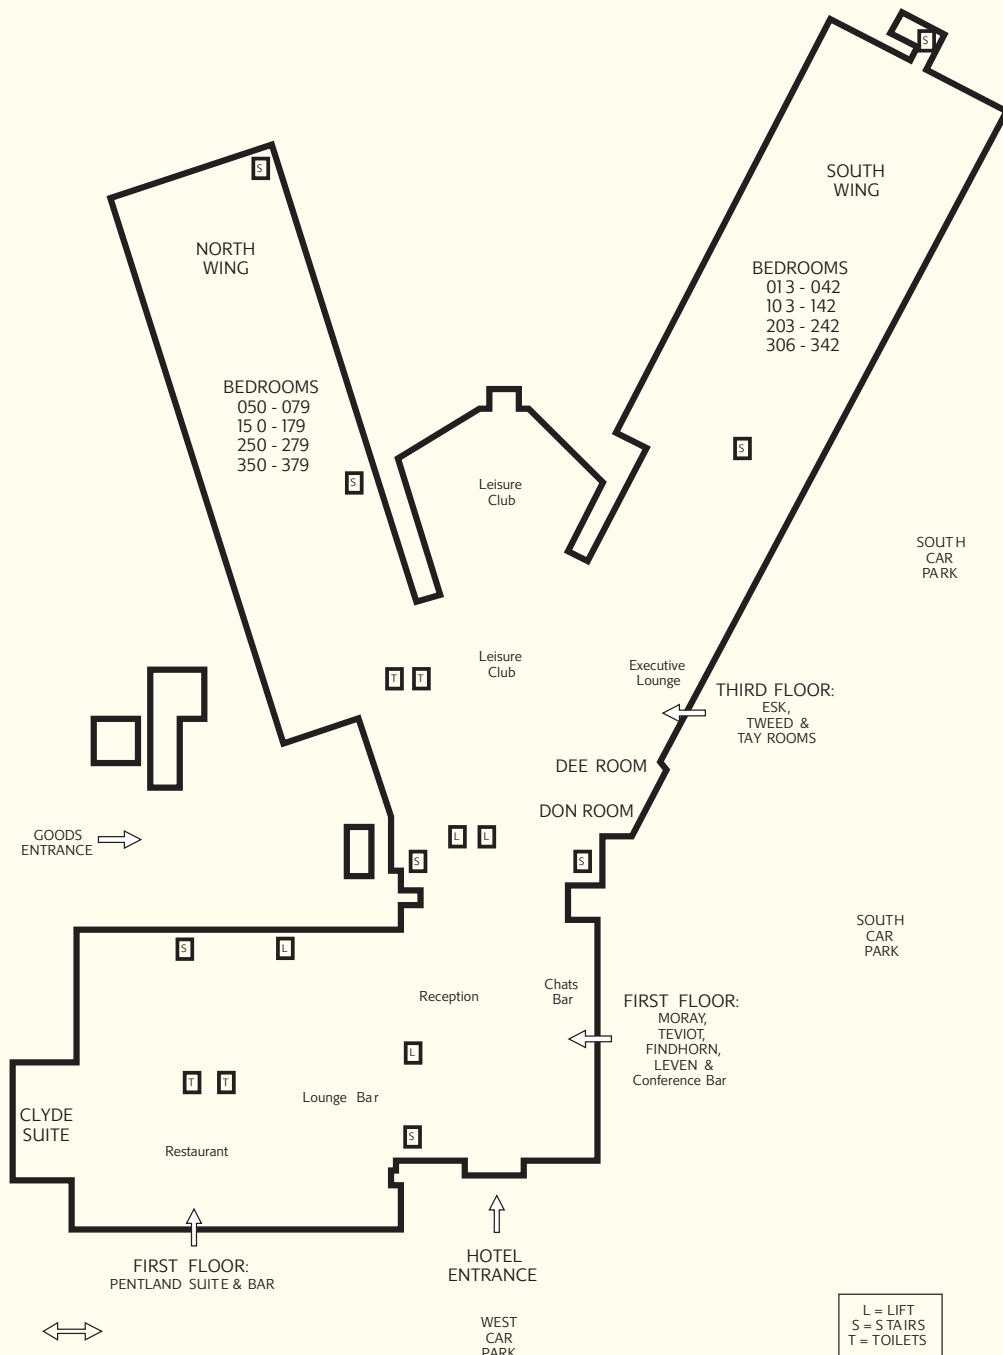 S
SOUTH
WING
S
NORTH
WING
BEDROOMS
013 - 042
103 - 142
203 - 242
306 - 342
BEDROOMS
050 - 079
150 - 179
250 - 279
350 - 379
S
S
Leisure
Club
SOUTH
CAR
PARK
Leisure
Club
T T
Executive
Lounge
THIRD FLOOR:
ESK,
TWEED &
TAY ROOMS
DEE ROOM
DON ROOM
GOODS
ENTRANCE
L L
S
S
S
L
SOUTH
CAR
PARK
Reception
Chats
Bar
FIRST FLOOR:
MORAY,
TEVIOT,
FINDHORN,
LEVEN &
Conference Bar
L
T T
Lounge Bar
CLYDE
SUITE
S
Restaurant
FIRST FLOOR:
PENTLAND SUITE & BAR
HOTEL
ENTRANCE
WEST
CAR
PARK
L = LIFT
S = STAIRS
T = TOILETS